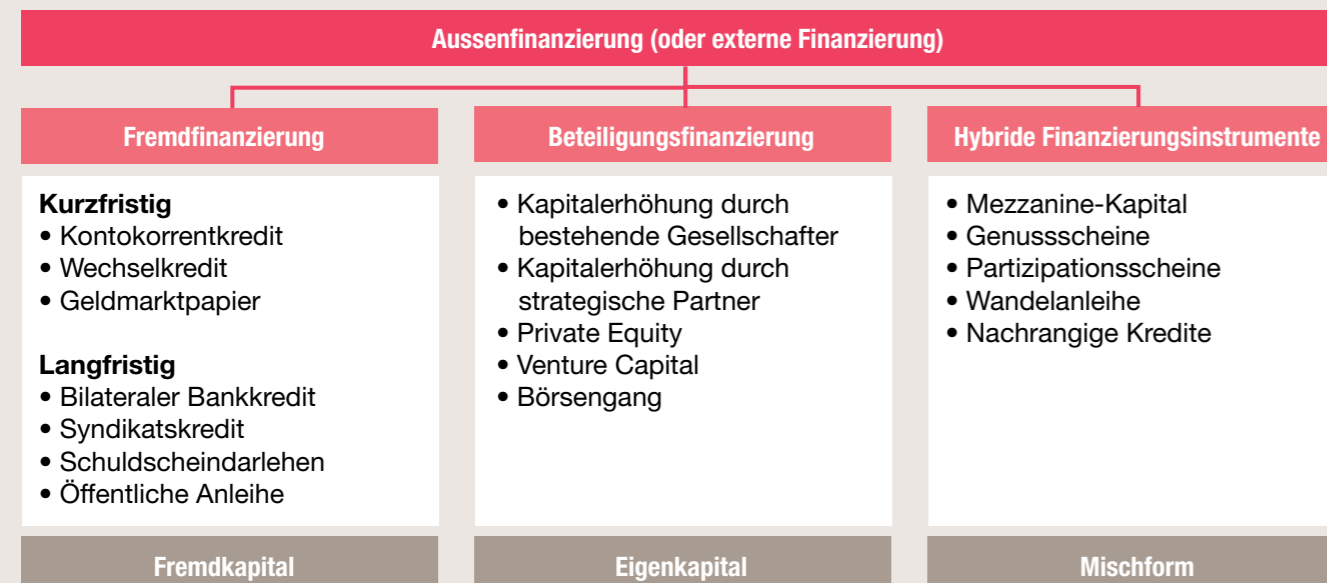 Aussenfinanzierung (oder externe Finanzierung)
Fremdfinanzierung
Kurzfristig
• Kontokorrentkredit
• Wechselkredit
• Geldmarktpapier
Langfristig
• Bilateraler Bankkredit
• Syndikatskredit
• Schuldscheindarlehen
• Öffentliche Anleihe
Fremdkapital
Beteiligungsfinanzierung
• Kapitalerhöhung durch
bestehende Gesellschafter
• Kapitalerhöhung durch
strategische Partner
• Private Equity
• Venture Capital
• Börsengang
Eigenkapital
Hybride Finanzierungsinstrumente
• Mezzanine-Kapital
• Genussscheine
• Partizipationsscheine
• Wandelanleihe
• Nachrangige Kredite
Mischform